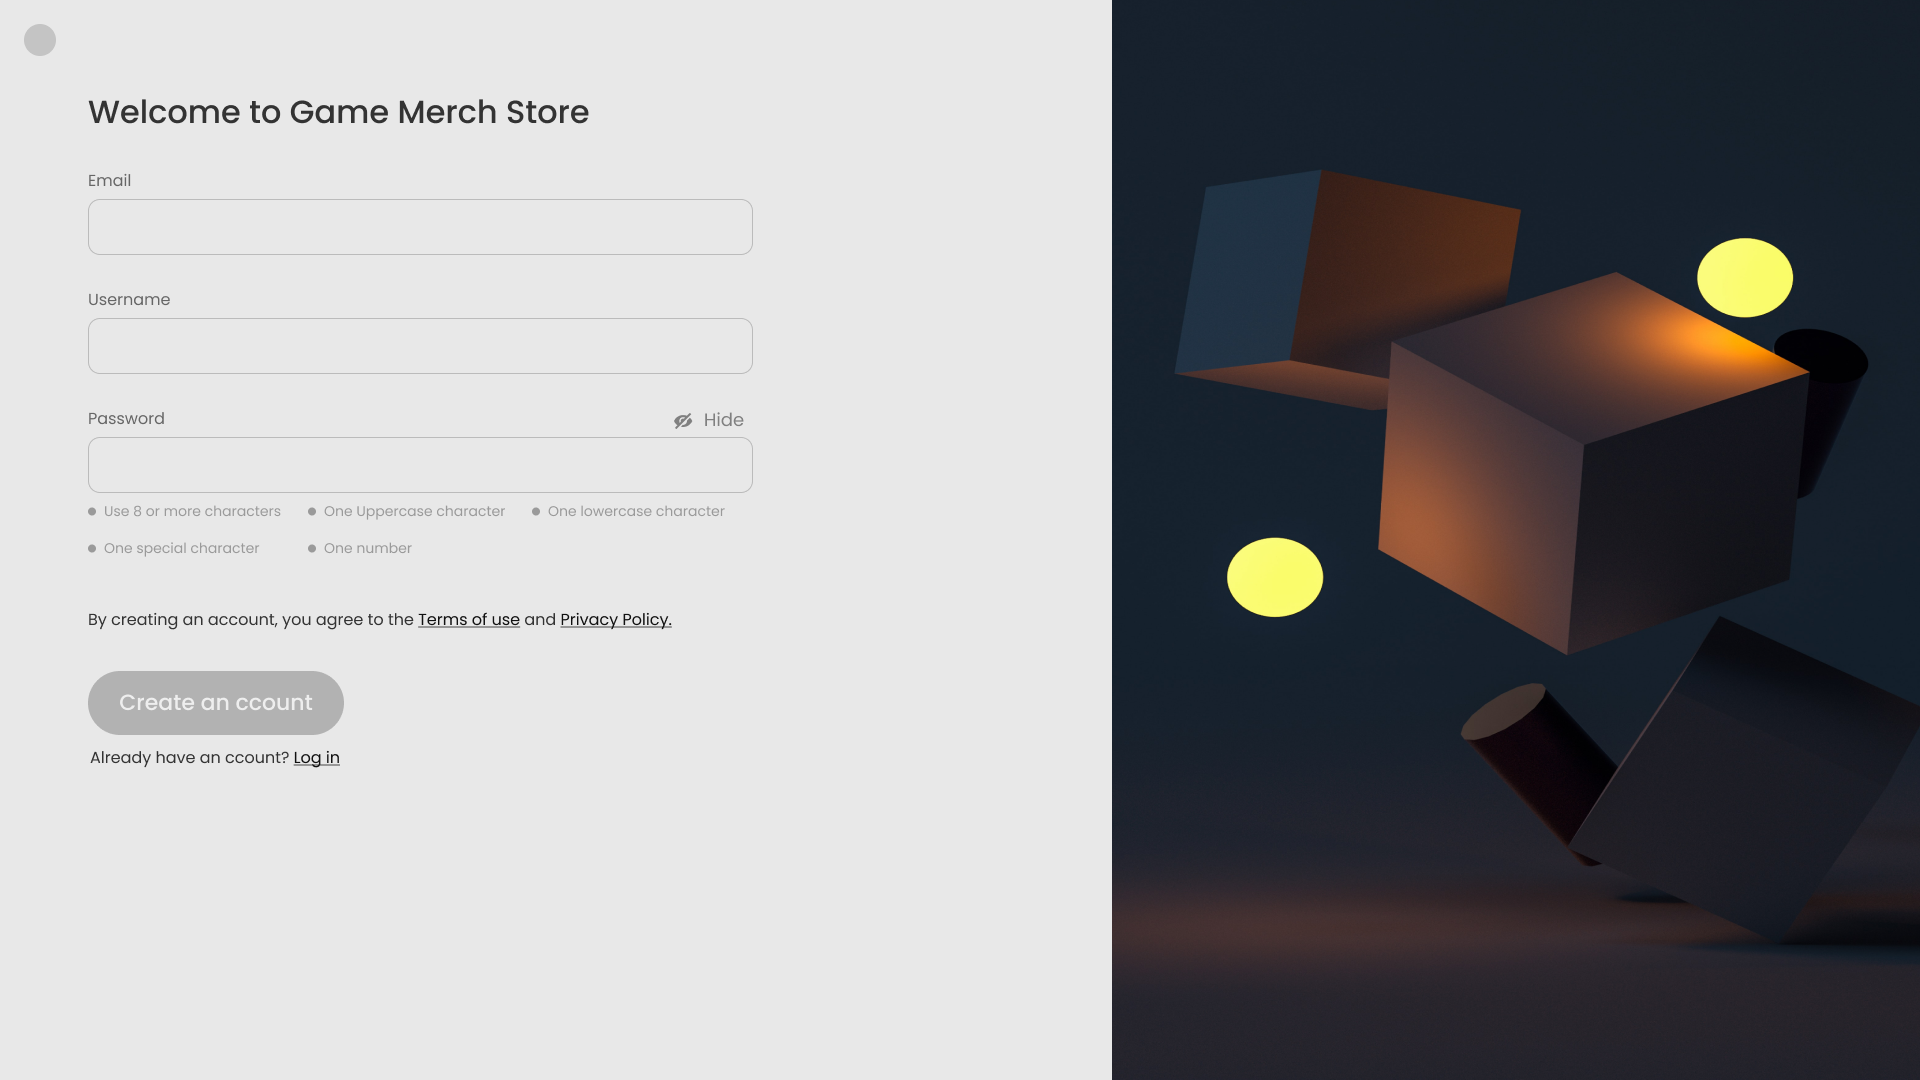 Welcome to Game Merch Store
Email
Username
Password
Hide
Use 8 or more characters
One Uppercase character
One lowercase character
One special character
One number
By creating an account, you agree to the Terms of use and Privacy Policy.
Create an ccount
Already have an ccount? Log in